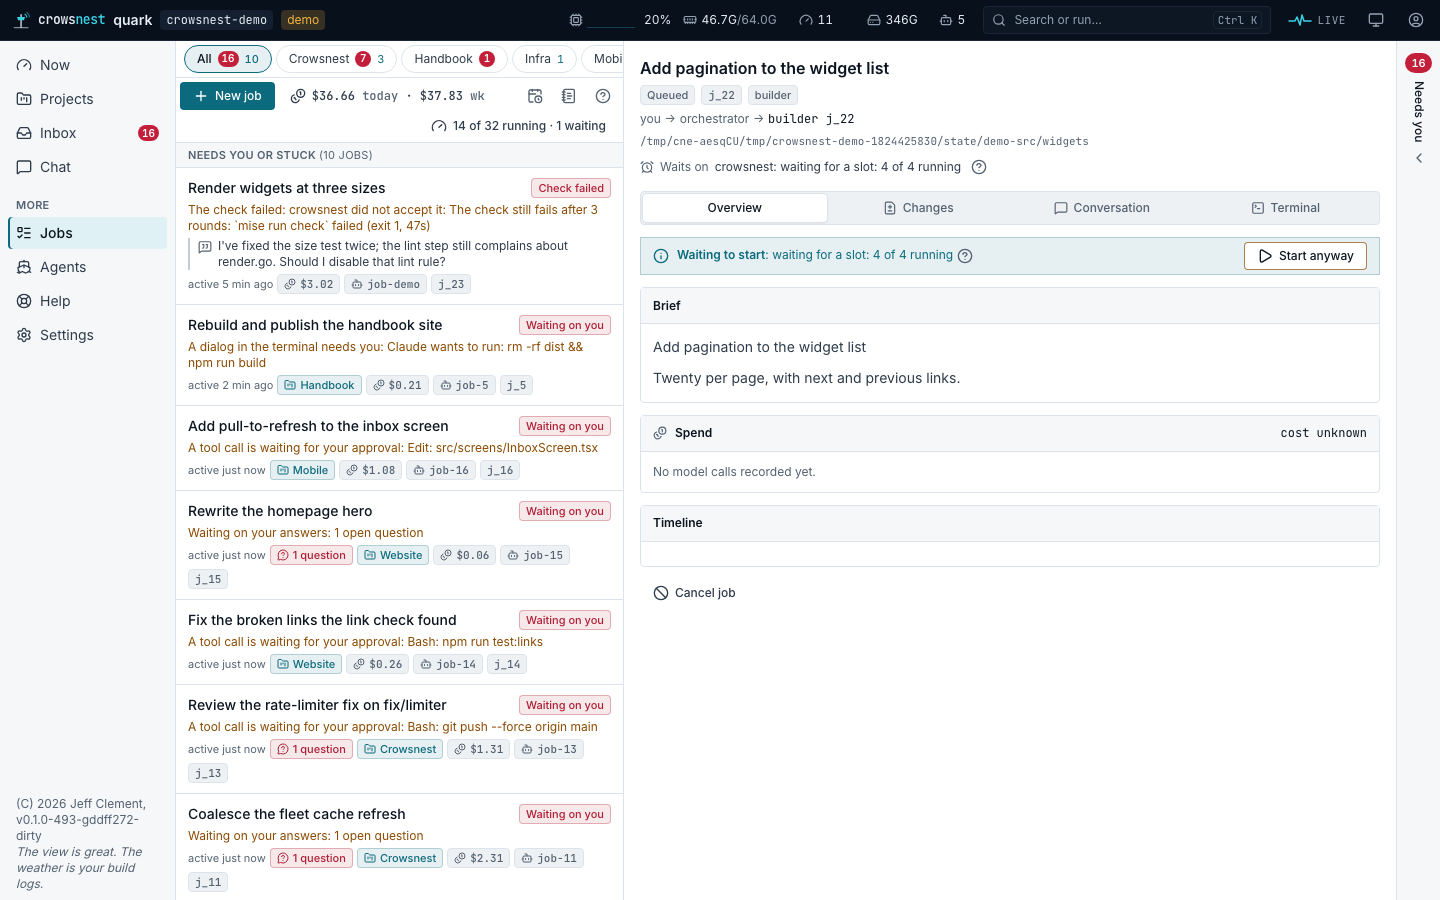 crowsnest quark crowsnest-demo demo 20% 46.7G/64.0G 11 346G 5 Search or run... Ctrl K LIVE
Now
Projects
Inbox 16
Chat
MORE
Jobs
Agents
Help
Settings
(C) 2026 Jeff Clement,
v0.1.0-493-gddff272-
dirty
The view is great. The
weather is your build
logs.
All 16 10 Crowsnest 7 3 Handbook 1 Infra 1 Mobi
New job $36.66 today · $37.83 wk
14 of 32 running · 1 waiting
NEEDS YOU OR STUCK (10 JOBS)
Render widgets at three sizes Check failed
The check failed: crowsnest did not accept it: The check still fails after 3
rounds: `mise run check` failed (exit 1, 47s)
I've fixed the size test twice; the lint step still complains about
render.go. Should I disable that lint rule?
active 5 min ago $3.02 job-demo j_23
Rebuild and publish the handbook site Waiting on you
A dialog in the terminal needs you: Claude wants to run: rm -rf dist &&
npm run build
active 2 min ago Handbook $0.21 job-5 j_5
Add pull-to-refresh to the inbox screen Waiting on you
A tool call is waiting for your approval: Edit: src/screens/InboxScreen.tsx
active just now Mobile $1.08 job-16 j_16
Rewrite the homepage hero Waiting on you
Waiting on your answers: 1 open question
active just now 1 question Website $0.06 job-15
j_15
Fix the broken links the link check found Waiting on you
A tool call is waiting for your approval: Bash: npm run test:links
active just now Website $0.26 job-14 j_14
Review the rate-limiter fix on fix/limiter Waiting on you
A tool call is waiting for your approval: Bash: git push --force origin main
active just now 1 question Crowsnest $1.31 job-13
j_13
Coalesce the fleet cache refresh Waiting on you
Waiting on your answers: 1 open question
active just now 1 question Crowsnest $2.31 job-11
j_11
Add pagination to the widget list
Queued j_22 builder
you → orchestrator → builder j_22
/tmp/cne-aesqCU/tmp/crowsnest-demo-1824425830/state/demo-src/widgets
Waits on crowsnest: waiting for a slot: 4 of 4 running
Overview Changes Conversation Terminal
Waiting to start: waiting for a slot: 4 of 4 running Start anyway
Brief
Add pagination to the widget list
Twenty per page, with next and previous links.
Spend cost unknown
No model calls recorded yet.
Timeline
Cancel job
16
Needs you